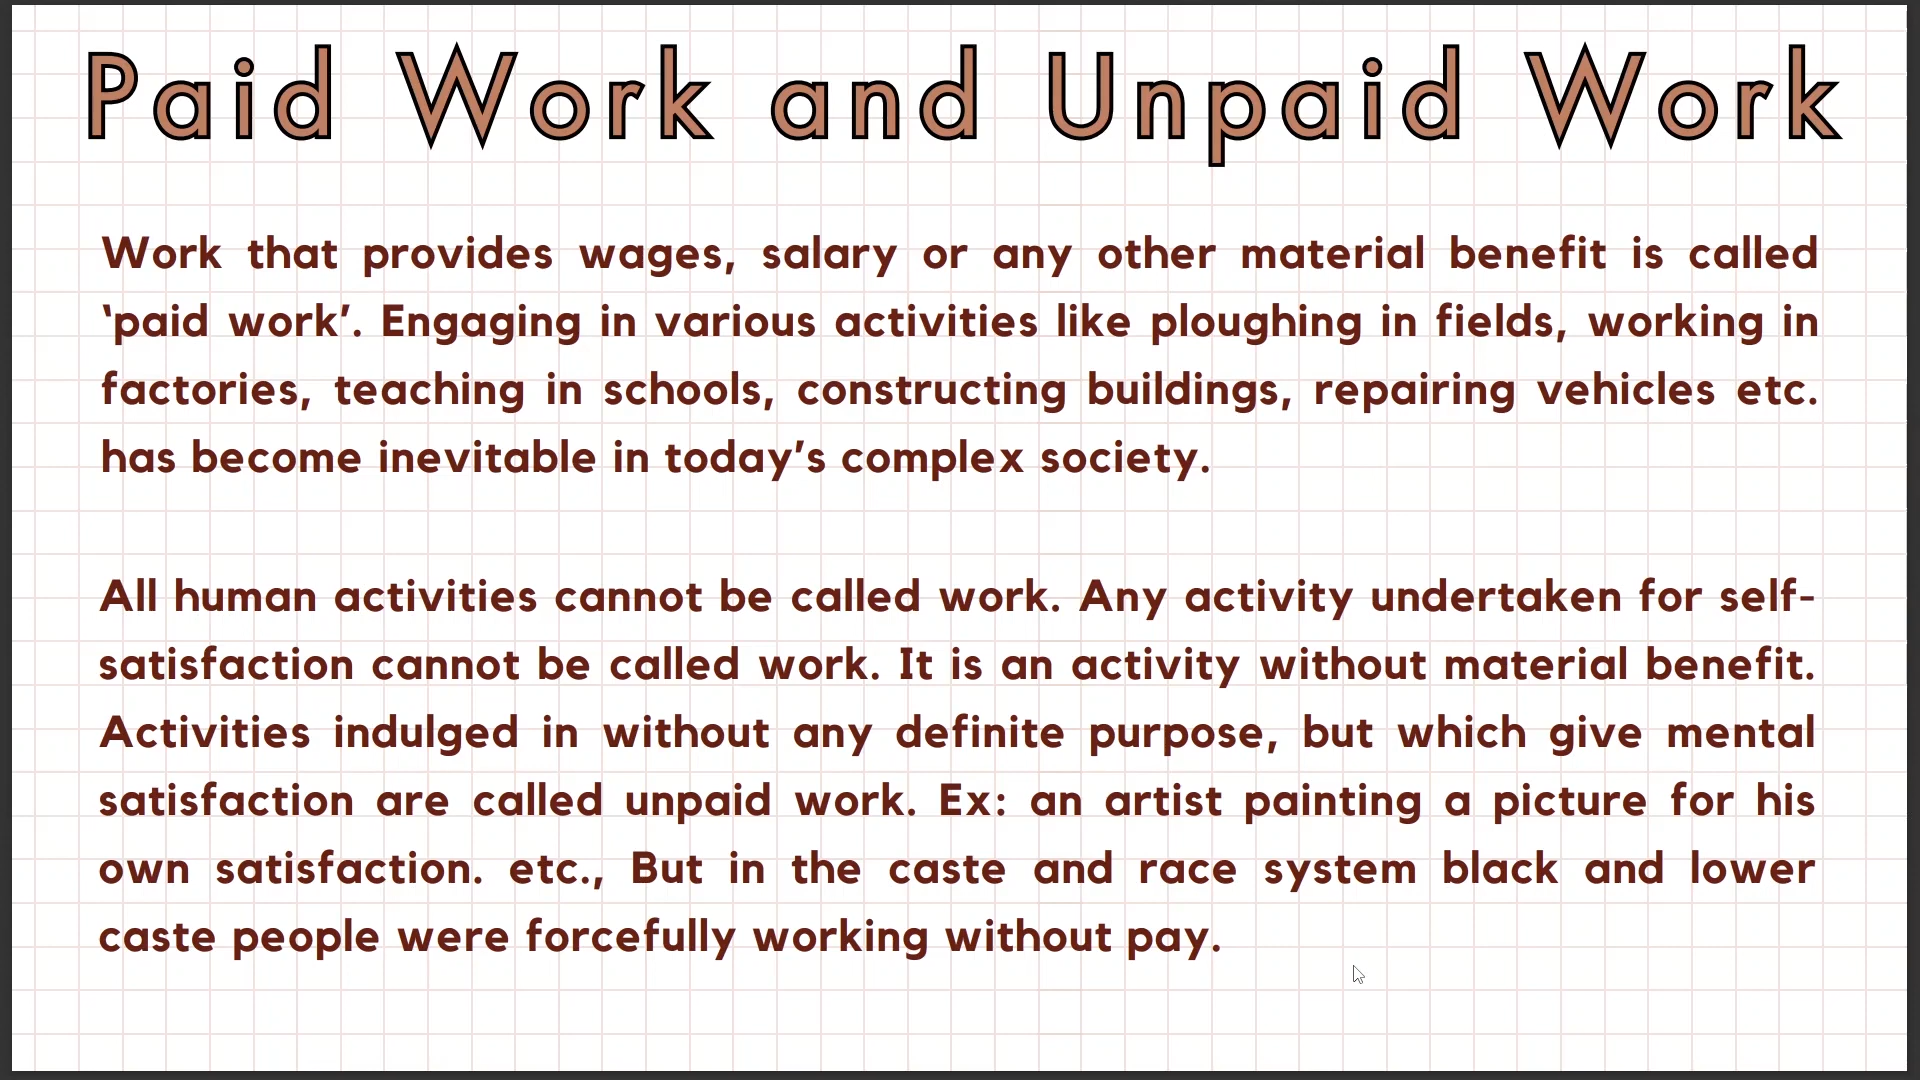 Paid Work and Unpaid Work
Work that provides wages, salary or any other material benefit is called
‘paid work’. Engaging in various activities like ploughing in fields, working in
factories, teaching in schools, constructing buildings, repairing vehicles etc.
has become inevitable in today’s complex society.
All human activities cannot be called work. Any activity undertaken for self-
satisfaction cannot be called work. It is an activity without material benefit.
Activities indulged in without any definite purpose, but which give mental
satisfaction are called unpaid work. Ex: an artist painting a picture for his
own satisfaction. etc., But in the caste and race system black and lower
caste people were forcefully working without pay.